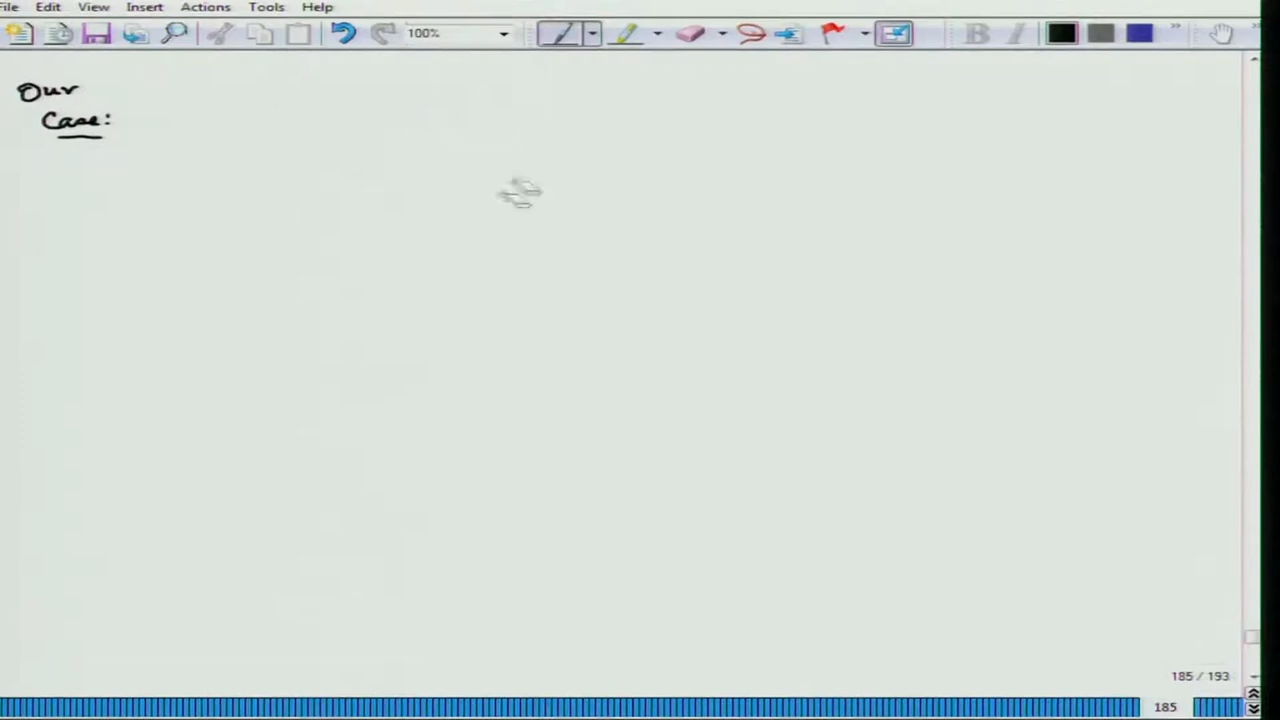 File Edit View Insert Actions Tools Help
100%
B I
Our
Case:
185 / 193
185